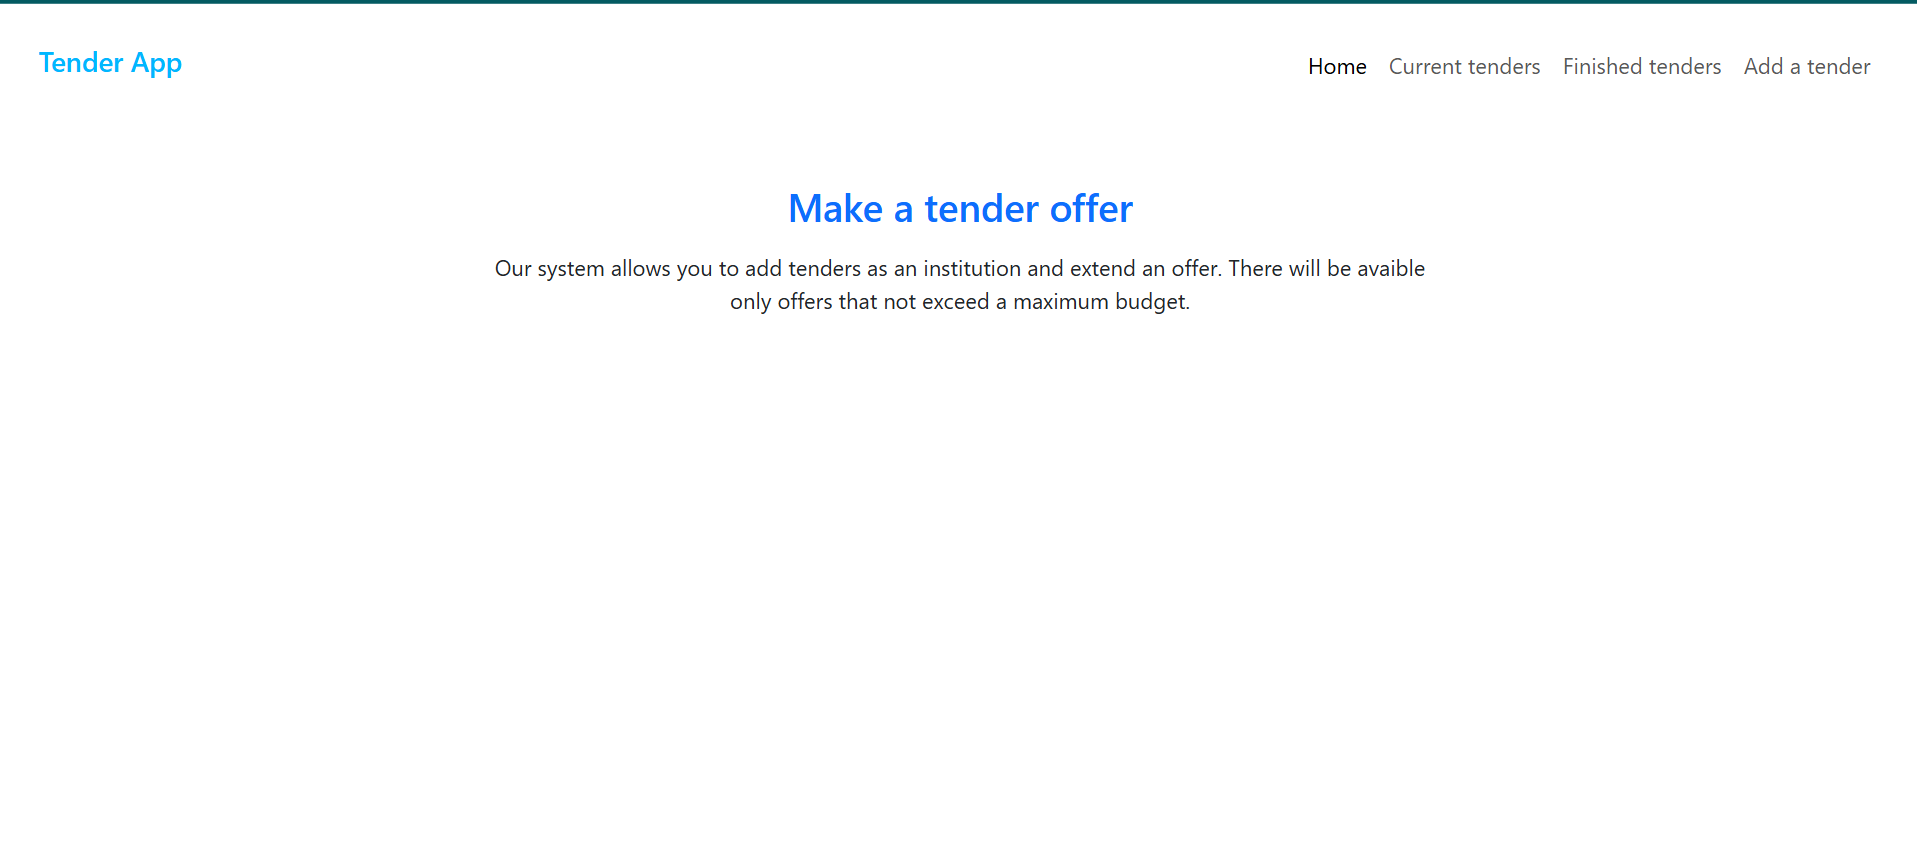 Tender App
Home Current tenders Finished tenders Add a tender
Make a tender offer
Our system allows you to add tenders as an institution and extend an offer. There will be avaible
only offers that not exceed a maximum budget.